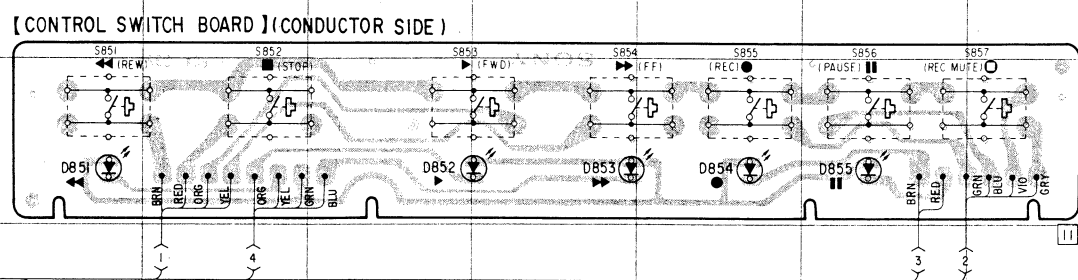 【CONTROL SWITCH BOARD】(CONDUCTOR SIDE)
S851 S852 S853 S854 S855 S856 S857
◀◀(REW) ■(STOP) ▶(FWD) ▶▶(FF) (REC)● (PAUSE)❚❚ (REC MUTE)
D851 D852 D853 D854 D855
◀◀ ▶ ▶▶ ● ❚❚
BRN RED ORG YEL ORG YEL GRN BLU BRN RED GRN BLU VIO GRY
11
1 4 3 2